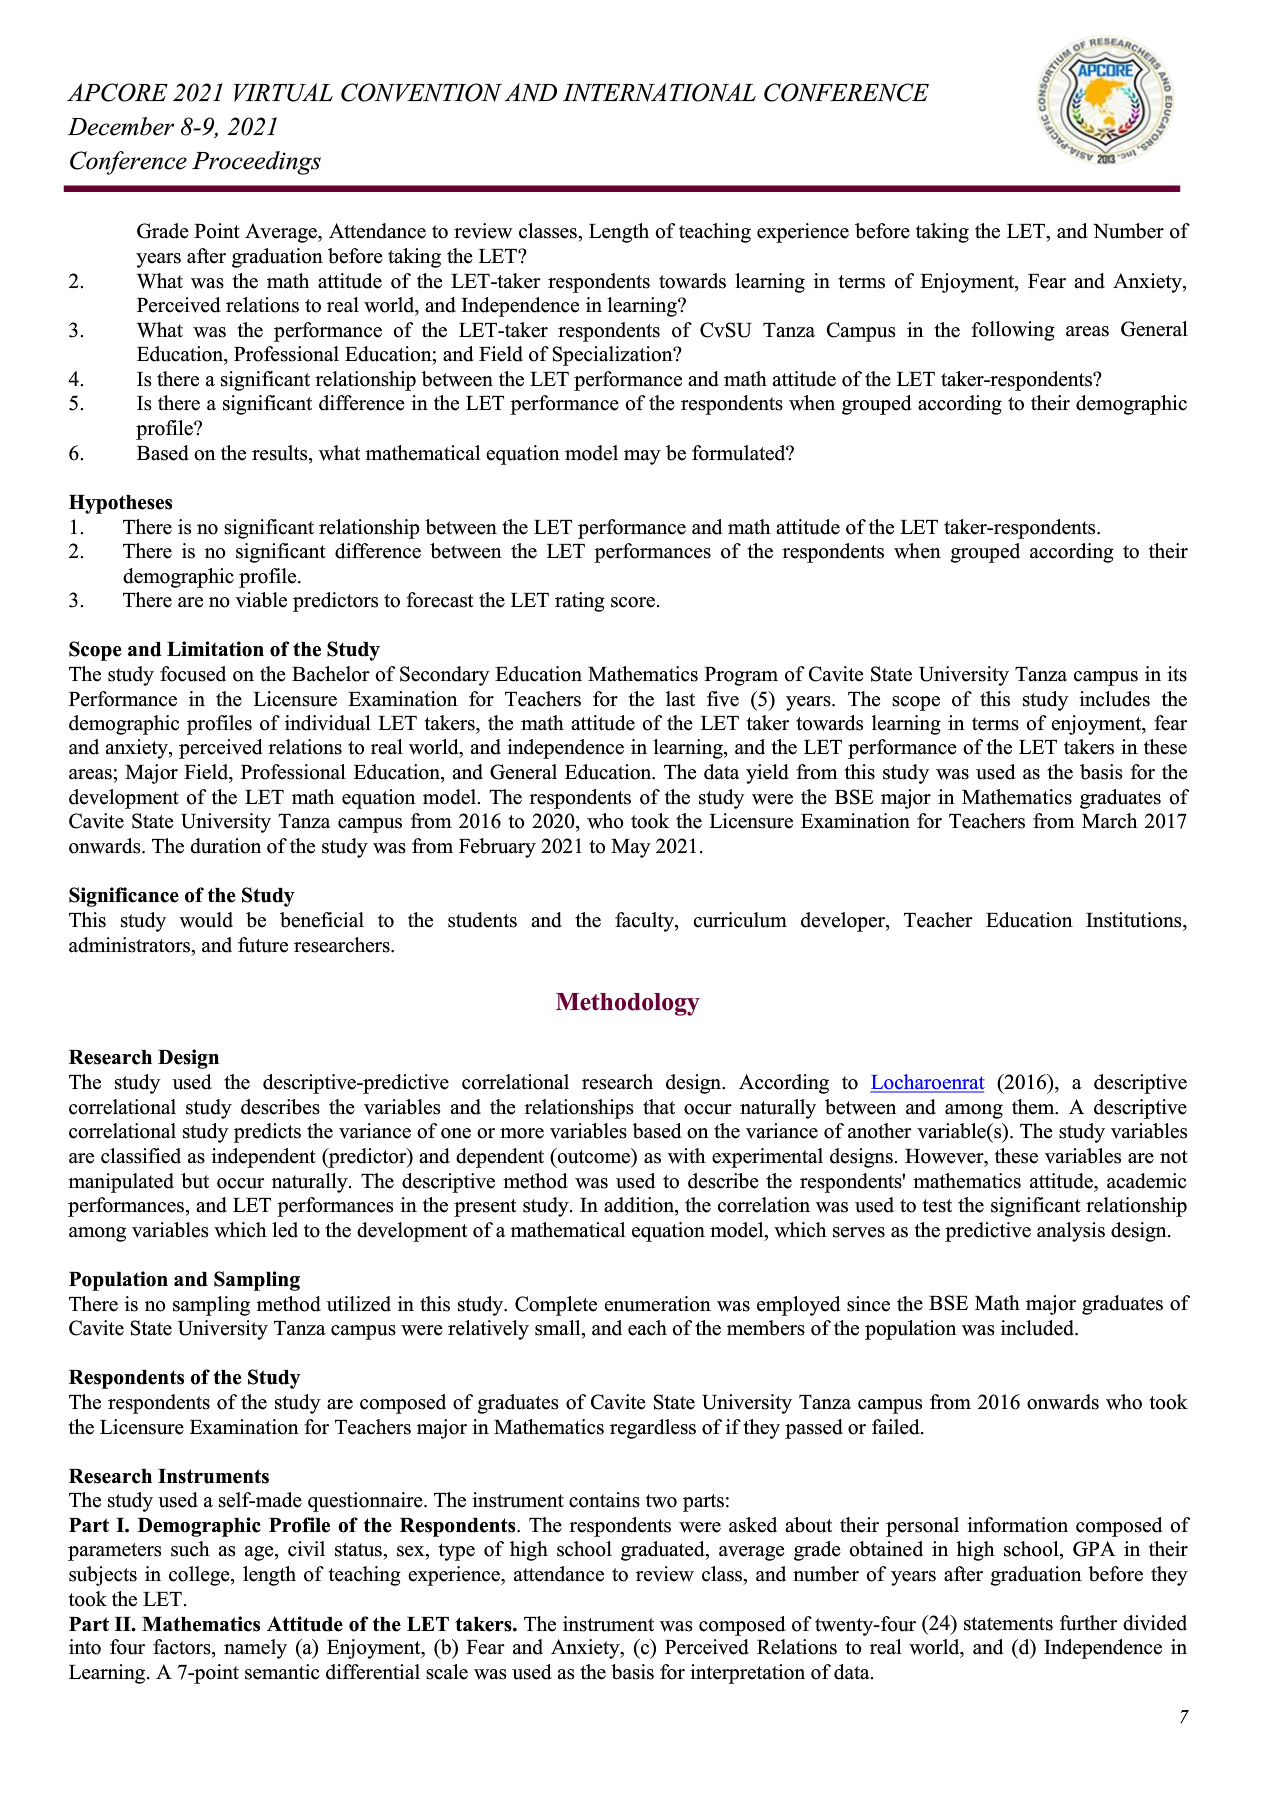 APCORE 2021 VIRTUAL CONVENTION AND INTERNATIONAL CONFERENCE
December 8-9, 2021
Conference Proceedings
ASIA-PACIFIC CONSORTIUM OF RESEARCHERS AND EDUCATORS, Inc.
APCORE
2013
Grade Point Average, Attendance to review classes, Length of teaching experience before taking the LET, and Number of
years after graduation before taking the LET?
2. What was the math attitude of the LET-taker respondents towards learning in terms of Enjoyment, Fear and Anxiety,
Perceived relations to real world, and Independence in learning?
3. What was the performance of the LET-taker respondents of CvSU Tanza Campus in the following areas General
Education, Professional Education; and Field of Specialization?
4. Is there a significant relationship between the LET performance and math attitude of the LET taker-respondents?
5. Is there a significant difference in the LET performance of the respondents when grouped according to their demographic
profile?
6. Based on the results, what mathematical equation model may be formulated?
Hypotheses
1. There is no significant relationship between the LET performance and math attitude of the LET taker-respondents.
2. There is no significant difference between the LET performances of the respondents when grouped according to their
demographic profile.
3. There are no viable predictors to forecast the LET rating score.
Scope and Limitation of the Study
The study focused on the Bachelor of Secondary Education Mathematics Program of Cavite State University Tanza campus in its
Performance in the Licensure Examination for Teachers for the last five (5) years. The scope of this study includes the
demographic profiles of individual LET takers, the math attitude of the LET taker towards learning in terms of enjoyment, fear
and anxiety, perceived relations to real world, and independence in learning, and the LET performance of the LET takers in these
areas; Major Field, Professional Education, and General Education. The data yield from this study was used as the basis for the
development of the LET math equation model. The respondents of the study were the BSE major in Mathematics graduates of
Cavite State University Tanza campus from 2016 to 2020, who took the Licensure Examination for Teachers from March 2017
onwards. The duration of the study was from February 2021 to May 2021.
Significance of the Study
This study would be beneficial to the students and the faculty, curriculum developer, Teacher Education Institutions,
administrators, and future researchers.
Methodology
Research Design
The study used the descriptive-predictive correlational research design. According to Locharoenrat (2016), a descriptive
correlational study describes the variables and the relationships that occur naturally between and among them. A descriptive
correlational study predicts the variance of one or more variables based on the variance of another variable(s). The study variables
are classified as independent (predictor) and dependent (outcome) as with experimental designs. However, these variables are not
manipulated but occur naturally. The descriptive method was used to describe the respondents' mathematics attitude, academic
performances, and LET performances in the present study. In addition, the correlation was used to test the significant relationship
among variables which led to the development of a mathematical equation model, which serves as the predictive analysis design.
Population and Sampling
There is no sampling method utilized in this study. Complete enumeration was employed since the BSE Math major graduates of
Cavite State University Tanza campus were relatively small, and each of the members of the population was included.
Respondents of the Study
The respondents of the study are composed of graduates of Cavite State University Tanza campus from 2016 onwards who took
the Licensure Examination for Teachers major in Mathematics regardless of if they passed or failed.
Research Instruments
The study used a self-made questionnaire. The instrument contains two parts:
Part I. Demographic Profile of the Respondents. The respondents were asked about their personal information composed of
parameters such as age, civil status, sex, type of high school graduated, average grade obtained in high school, GPA in their
subjects in college, length of teaching experience, attendance to review class, and number of years after graduation before they
took the LET.
Part II. Mathematics Attitude of the LET takers. The instrument was composed of twenty-four (24) statements further divided
into four factors, namely (a) Enjoyment, (b) Fear and Anxiety, (c) Perceived Relations to real world, and (d) Independence in
Learning. A 7-point semantic differential scale was used as the basis for interpretation of data.
7